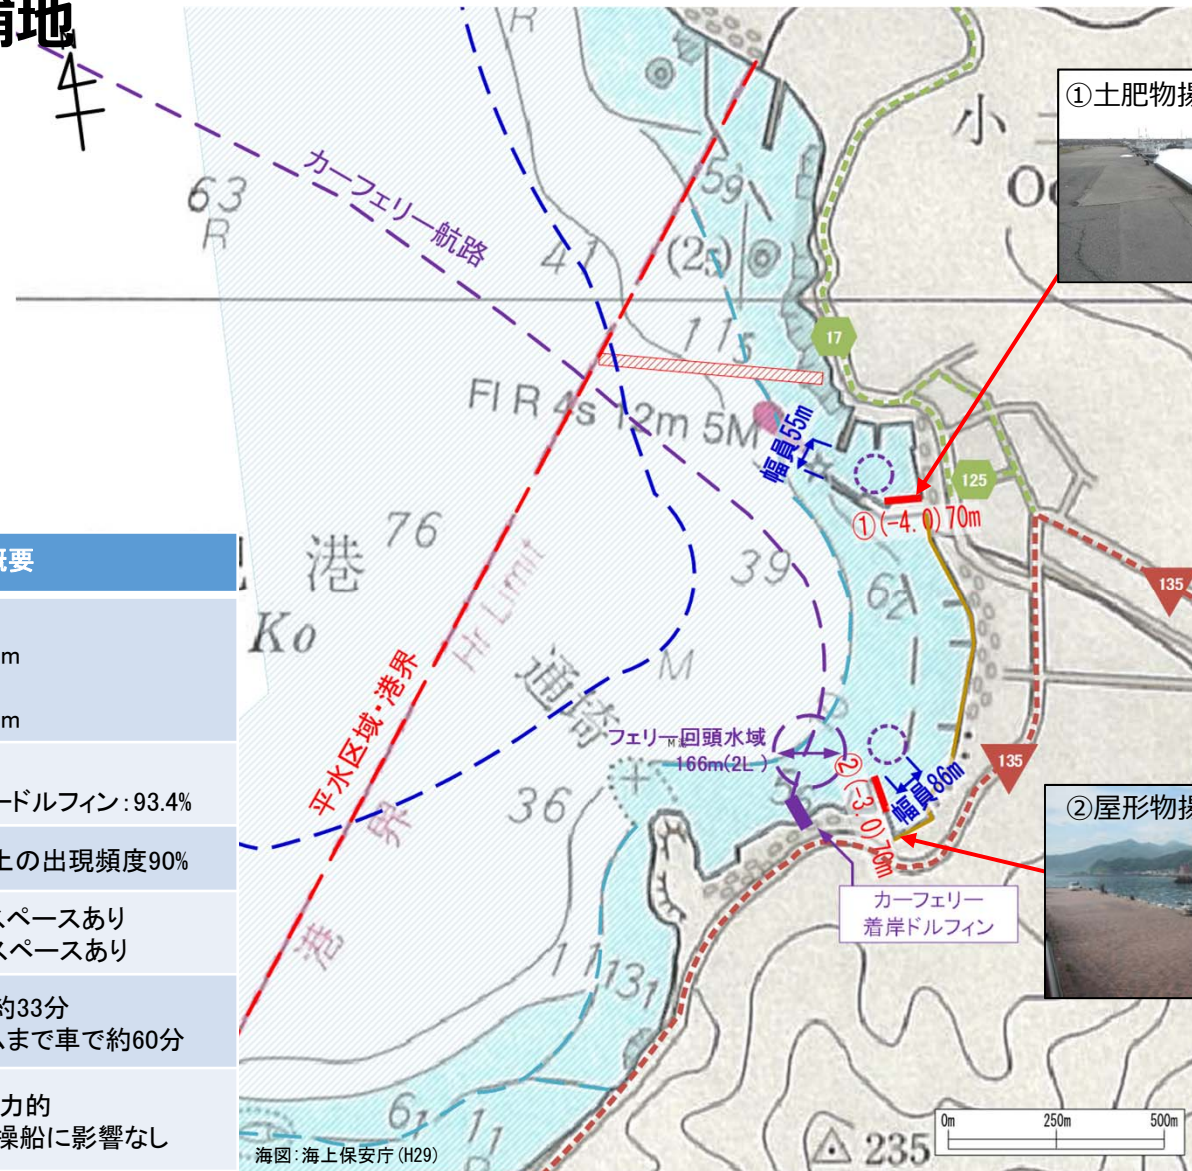 補地
N
R
①土肥物揚
小
カーフェリー航路
63
R
59
41
(25)
115
17
Fl R 4s 12m 5M
幅員55m
125
①(-4.0)70m
概要
港
76
39
135
Ko
Hr Limit
62
m
通埼
M
平水区域・港界
m
フェリー回頭水域
166m(2L)
135
ードルフィン:93.4%
36
②(-3.0)70m
幅員86m
②屋形物揚
界
上の出現頻度90%
カーフェリー
着岸ドルフィン
スペースあり
スペースあり
港
11
131
約33分
ムまで車で約60分
力的
操船に影響なし
61
11
R
0m 250m 500m
235
海図:海上保安庁(H29)